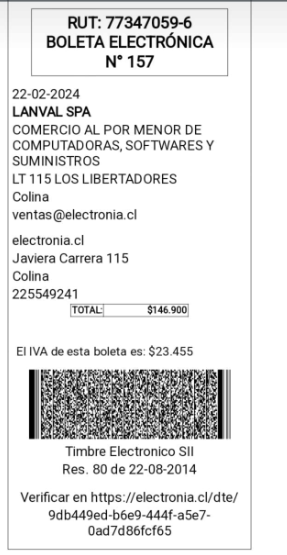 RUT: 77347059-6
BOLETA ELECTRÓNICA
N° 157
22-02-2024
LANVAL SPA
COMERCIO AL POR MENOR DE
COMPUTADORAS, SOFTWARES Y
SUMINISTROS
LT 115 LOS LIBERTADORES
Colina
ventas@electronia.cl
electronia.cl
Javiera Carrera 115
Colina
225549241
TOTAL: $146.900
El IVA de esta boleta es: $23.455
Timbre Electronico SII
Res. 80 de 22-08-2014
Verificar en https://electronia.cl/dte/
9db449ed-b6e9-444f-a5e7-
0ad7d86fcf65